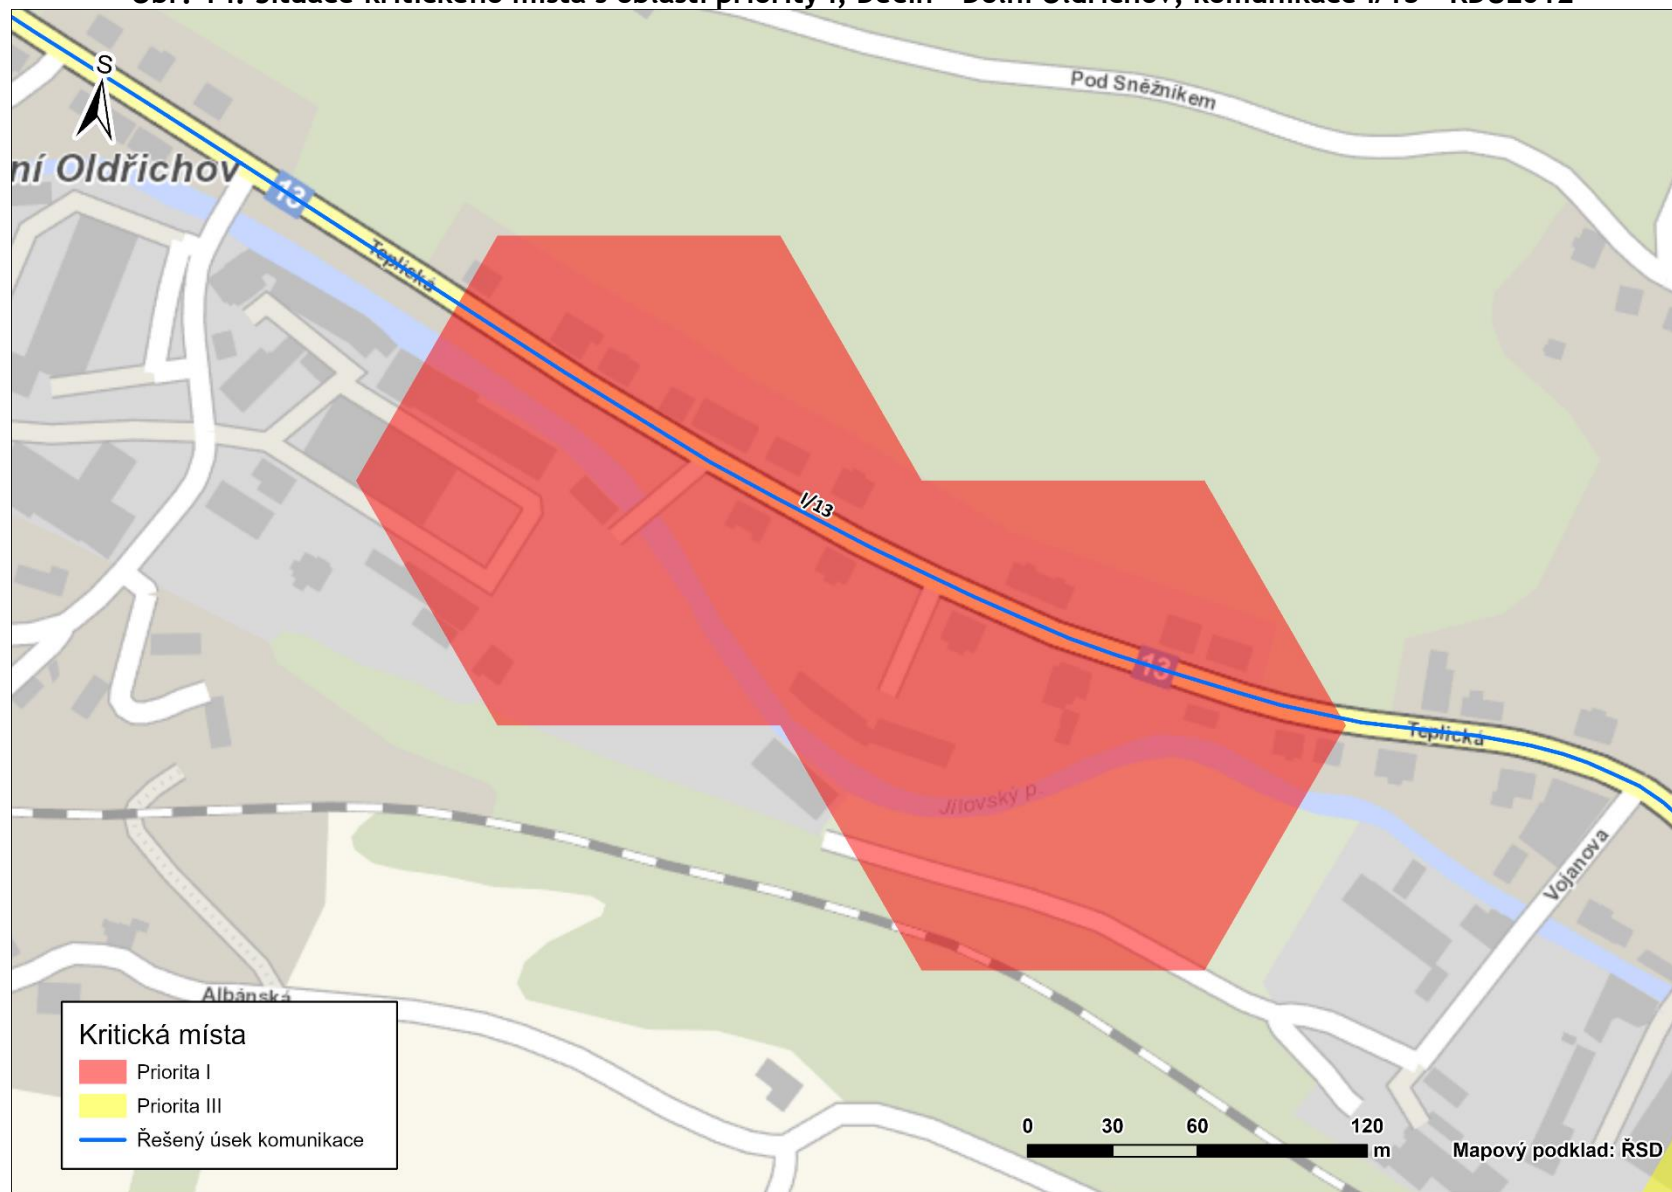 Pod Sněžníkem
S
ní Oldřichov
13
Teplická
I/13
13
Teplická
Jílovský p.
Vojanova
Albánská
Kritická místa
Priorita I
Priorita III
Řešený úsek komunikace
0 30 60 120
m
Mapový podklad: ŘSD